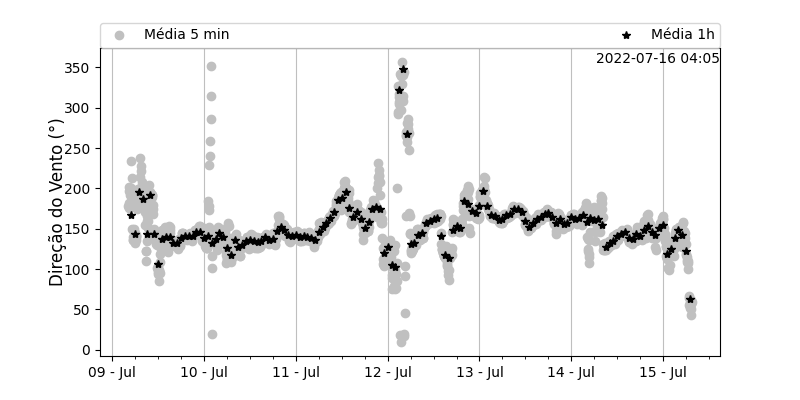 Média 5 min
Média 1h
2022-07-16 04:05
Direção do Vento (°)
350
300
250
200
150
100
50
0
09 - Jul
10 - Jul
11 - Jul
12 - Jul
13 - Jul
14 - Jul
15 - Jul